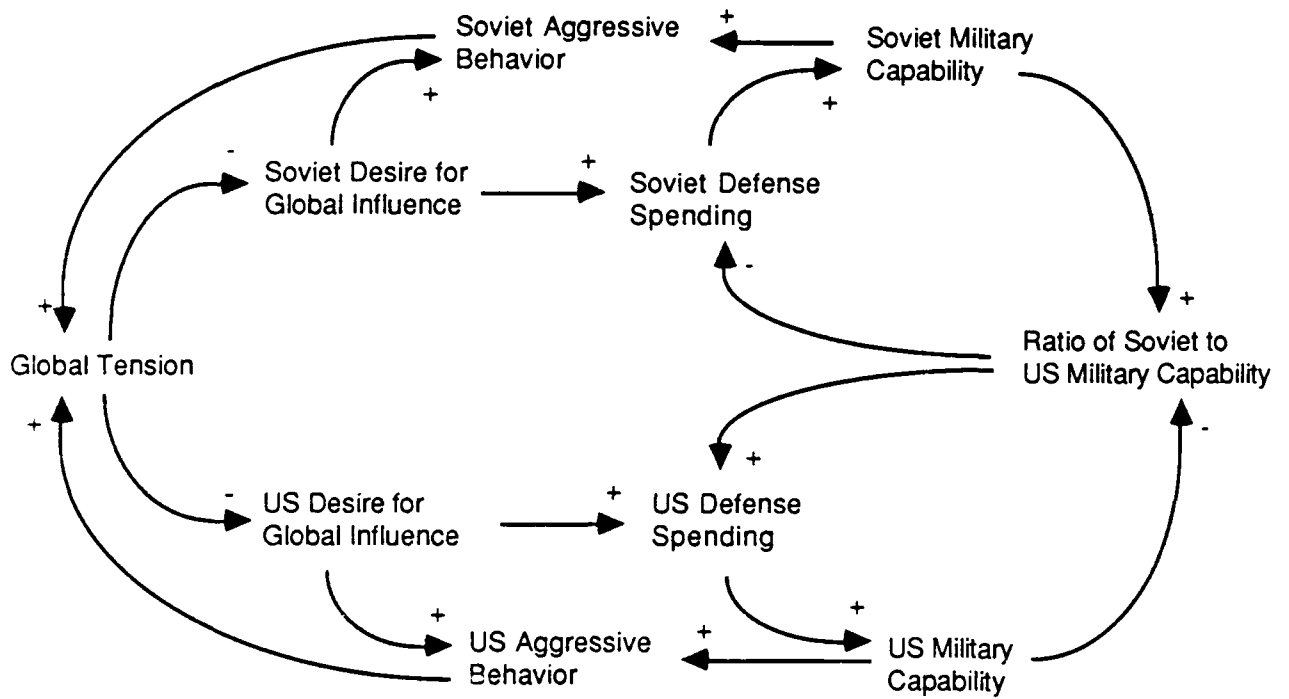 +
Soviet Aggressive
Behavior
Soviet Military
Capability
+
+
-
+
Soviet Desire for
Global Influence
Soviet Defense
Spending
-
+
+
Global Tension
Ratio of Soviet to
US Military Capability
+
-
+
-
+
US Desire for
Global Influence
US Defense
Spending
+
+
+
US Aggressive
Behavior
US Military
Capability